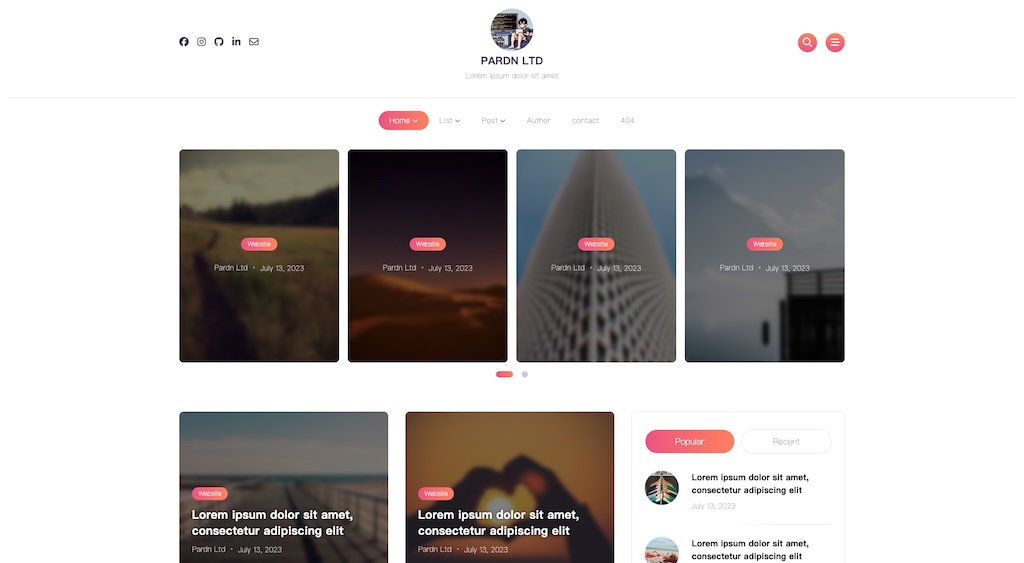 PARDN LTD
Lorem ipsum dolor sit amet
Home
List
Post
Author
contact
404
Website
Pardn Ltd • July 13, 2023
Website
Pardn Ltd • July 13, 2023
Website
Pardn Ltd • July 13, 2023
Website
Pardn Ltd • July 13, 2023
Website
Lorem ipsum dolor sit amet,
consectetur adipiscing elit
Pardn Ltd • July 13, 2023
Website
Lorem ipsum dolor sit amet,
consectetur adipiscing elit
Pardn Ltd • July 13, 2023
Popular
Recent
Lorem ipsum dolor sit amet,
consectetur adipiscing elit
July 13, 2023
Lorem ipsum dolor sit amet,
consectetur adipiscing elit